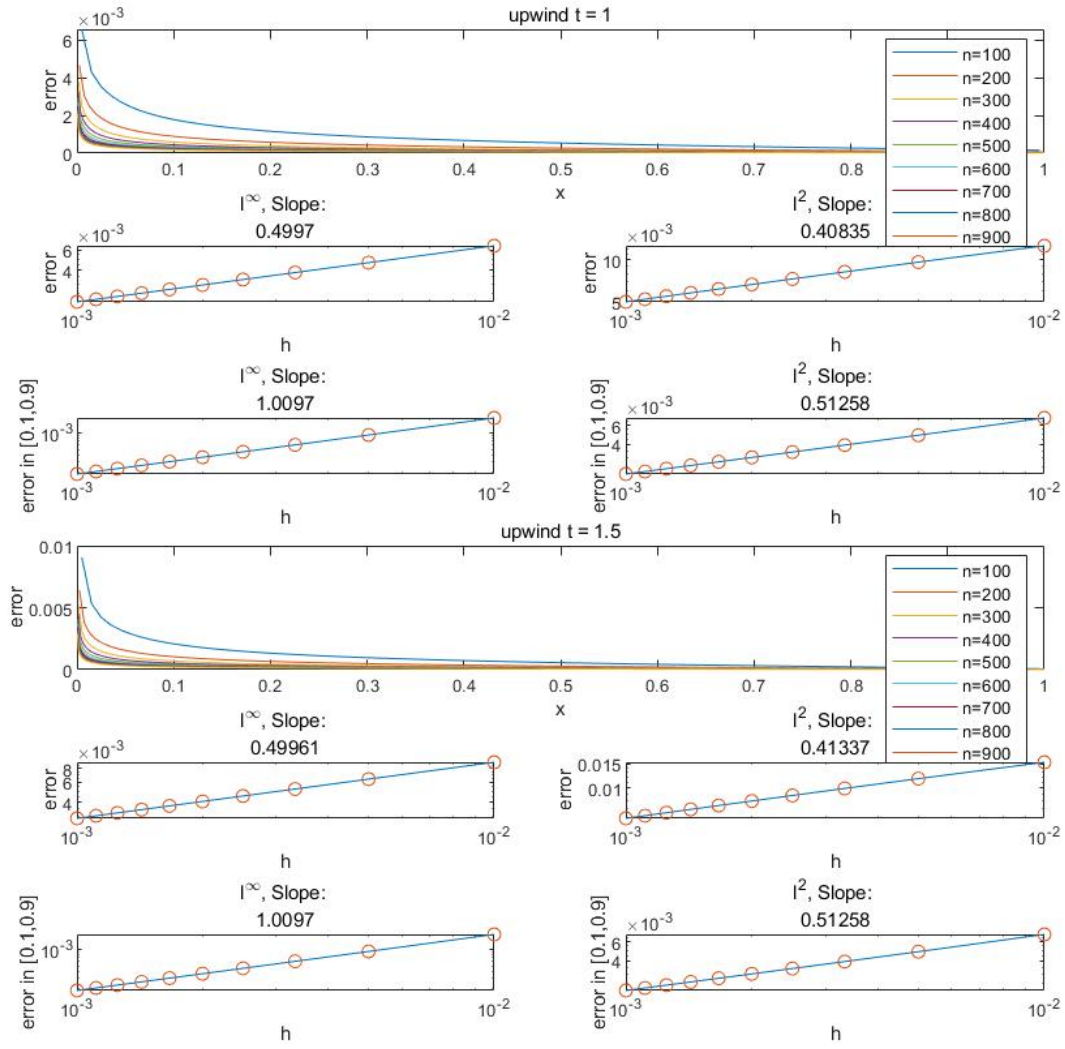 upwind t = 1
×10⁻³
6
4
2
0
error
0 0.1 0.2 0.3 0.4 0.5 0.6 0.7 0.8 1
x
n=100
n=200
n=300
n=400
n=500
n=600
n=700
n=800
n=900
l^∞, Slope:
0.4997
×10⁻³
6
4
error
10⁻³ 10⁻²
h
l², Slope:
0.40835
×10⁻³
10
5
10⁻³ 10⁻²
h
l^∞, Slope:
1.0097
10⁻³
error in [0.1,0.9]
10⁻³ 10⁻²
h
l², Slope:
0.51258
×10⁻³
6
4
error in [0.1,0.9]
10⁻³ 10⁻²
h
upwind t = 1.5
0.01
0.005
0
error
0 0.1 0.2 0.3 0.4 0.5 0.6 0.7 0.8 1
x
n=100
n=200
n=300
n=400
n=500
n=600
n=700
n=800
n=900
l^∞, Slope:
0.49961
×10⁻³
8
6
4
error
10⁻³ 10⁻²
h
l², Slope:
0.41337
0.015
0.01
error
10⁻³ 10⁻²
h
l^∞, Slope:
1.0097
10⁻³
error in [0.1,0.9]
10⁻³ 10⁻²
h
l², Slope:
0.51258
×10⁻³
6
4
error in [0.1,0.9]
10⁻³ 10⁻²
h